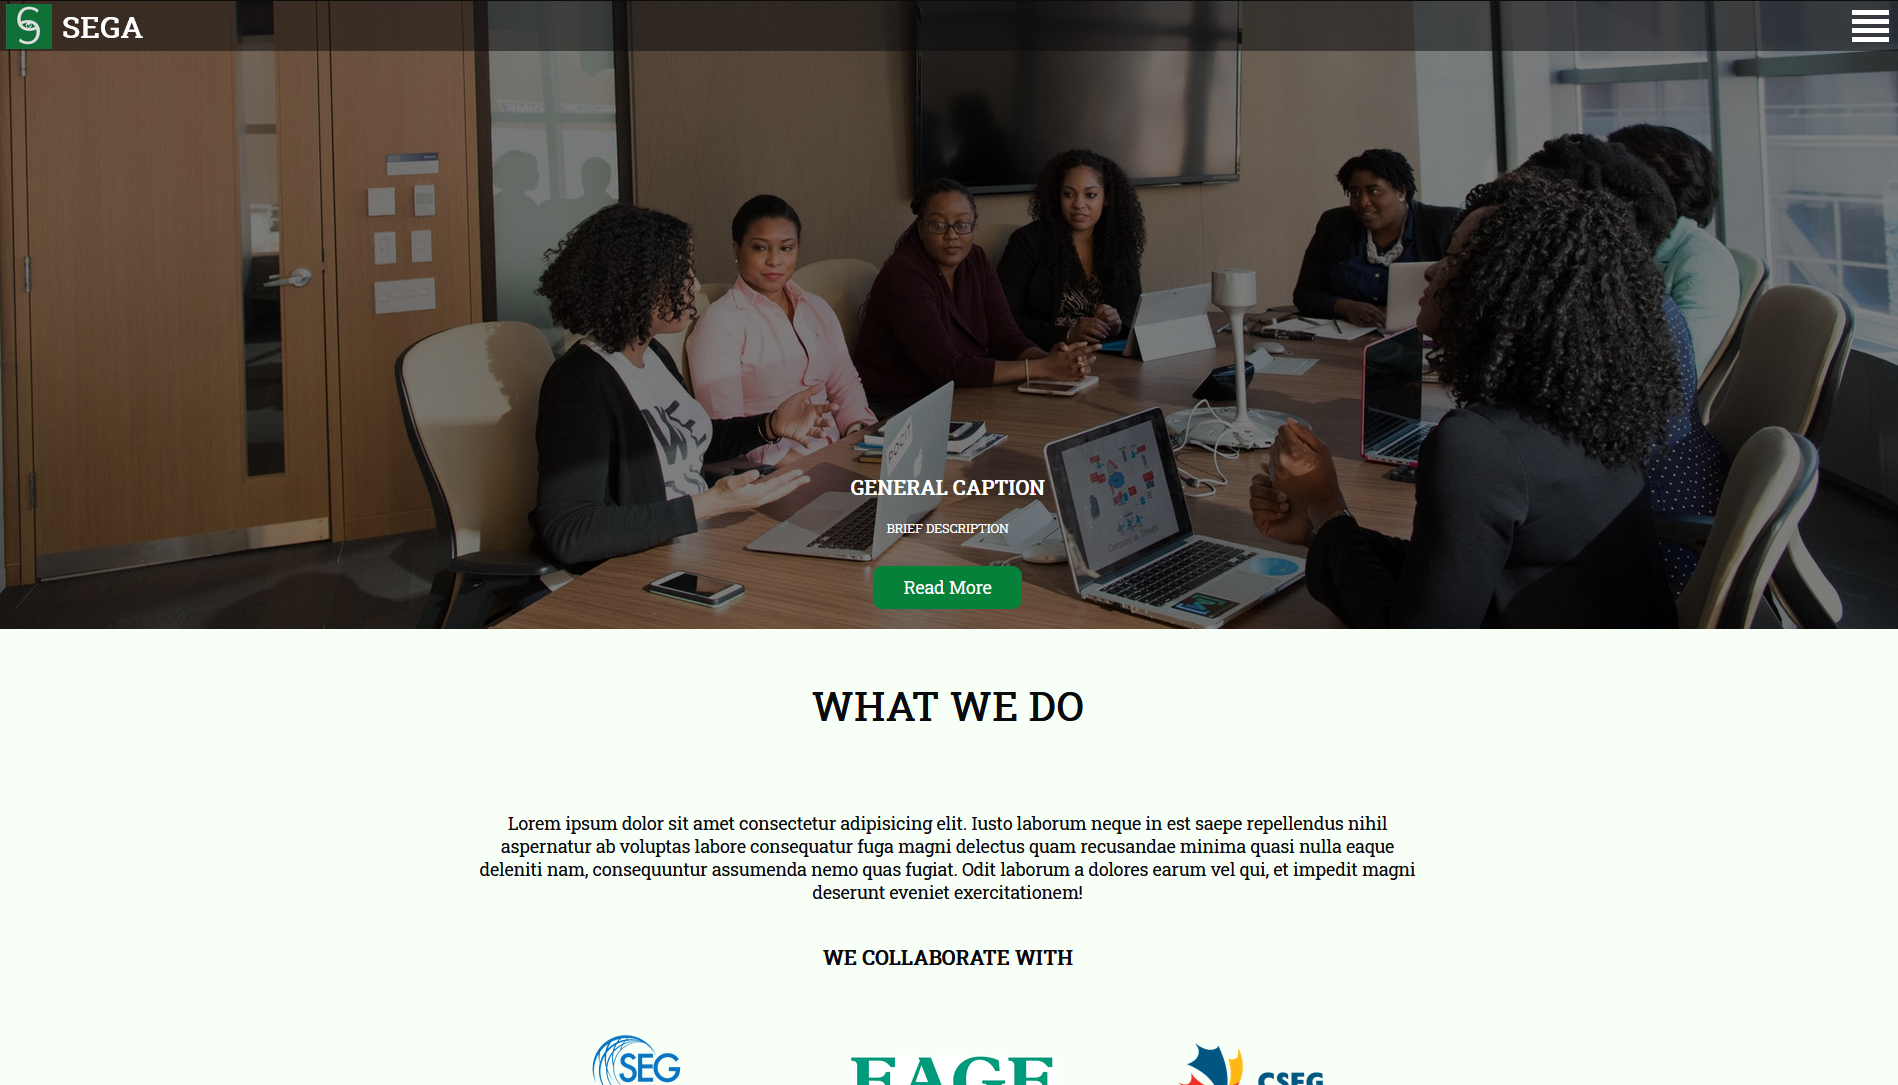 SEGA
GENERAL CAPTION
BRIEF DESCRIPTION
Read More
WHAT WE DO
Lorem ipsum dolor sit amet consectetur adipisicing elit. Iusto laborum neque in est saepe repellendus nihil
aspernatur ab voluptas labore consequatur fuga magni delectus quam recusandae minima quasi nulla eaque
deleniti nam, consequuntur assumenda nemo quas fugiat. Odit laborum a dolores earum vel qui, et impedit magni
deserunt eveniet exercitationem!
WE COLLABORATE WITH
SEG
EAGE
CSEG